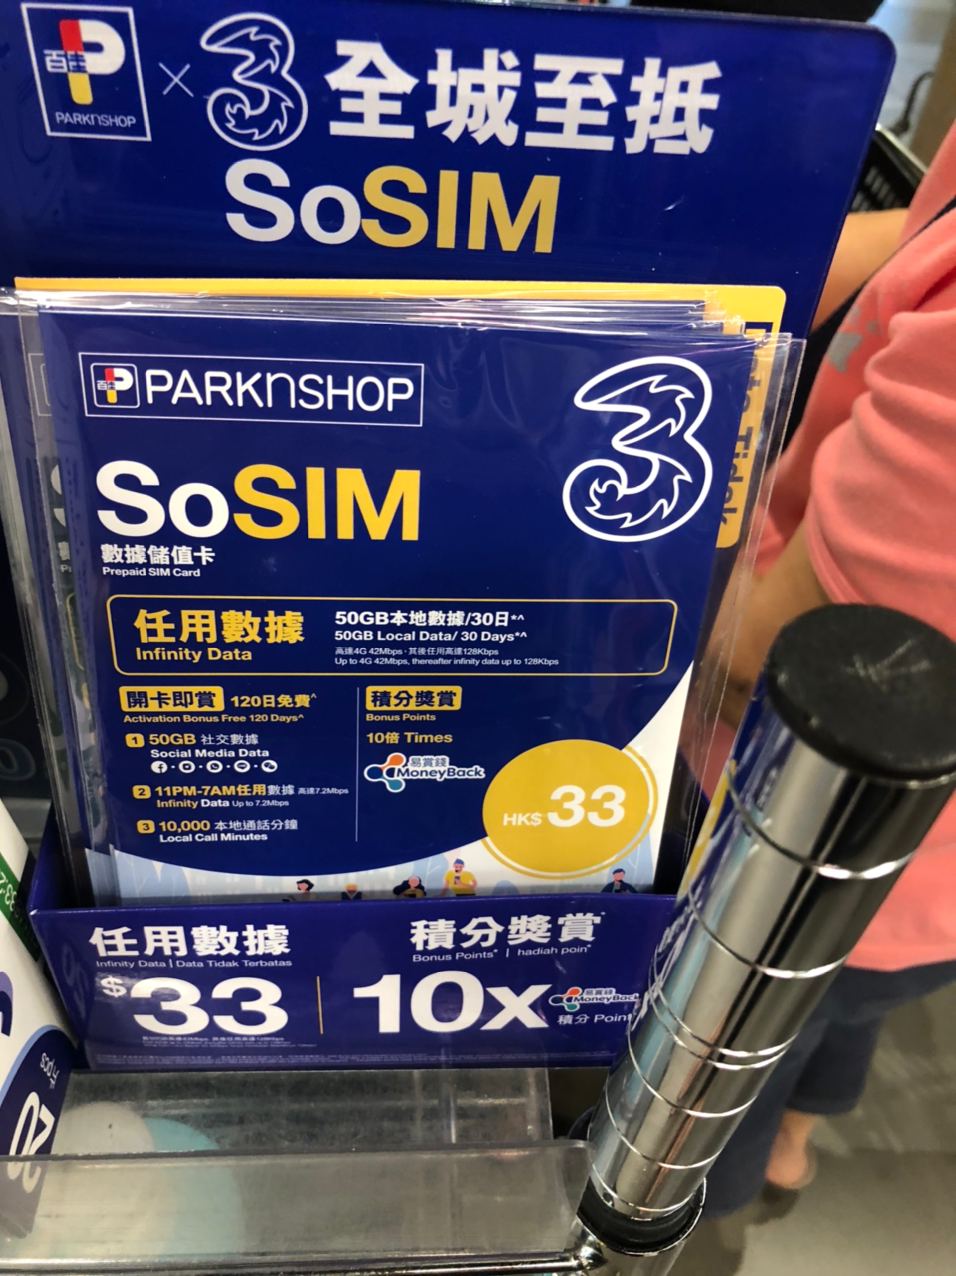 百佳
PARKNSHOP
×
3
全城至抵
SoSIM
百佳
PARKNSHOP
3
SoSIM
數據儲值卡
Prepaid SIM Card
任用數據
Infinity Data
50GB本地數據/30日*^
50GB Local Data/ 30 Days*^
高達4G 42Mbps，其後任用高達128Kbps
Up to 4G 42Mbps, thereafter infinity data up to 128Kbps
開卡即賞 120日免費^
Activation Bonus Free 120 Days^
1 50GB 社交數據
Social Media Data
2 11PM-7AM任用數據 高達7.2Mbps
Infinity Data Up to 7.2Mbps
3 10,000 本地通話分鐘
Local Call Minutes
積分獎賞
Bonus Points
10倍 Times
易賞錢
MoneyBack
HK$ 33
任用數據
Infinity Data | Data Tidak Terbatas
$33
積分獎賞
Bonus Points | hadiah poin
10x
易賞錢
MoneyBack
積分 Point
20
pcs